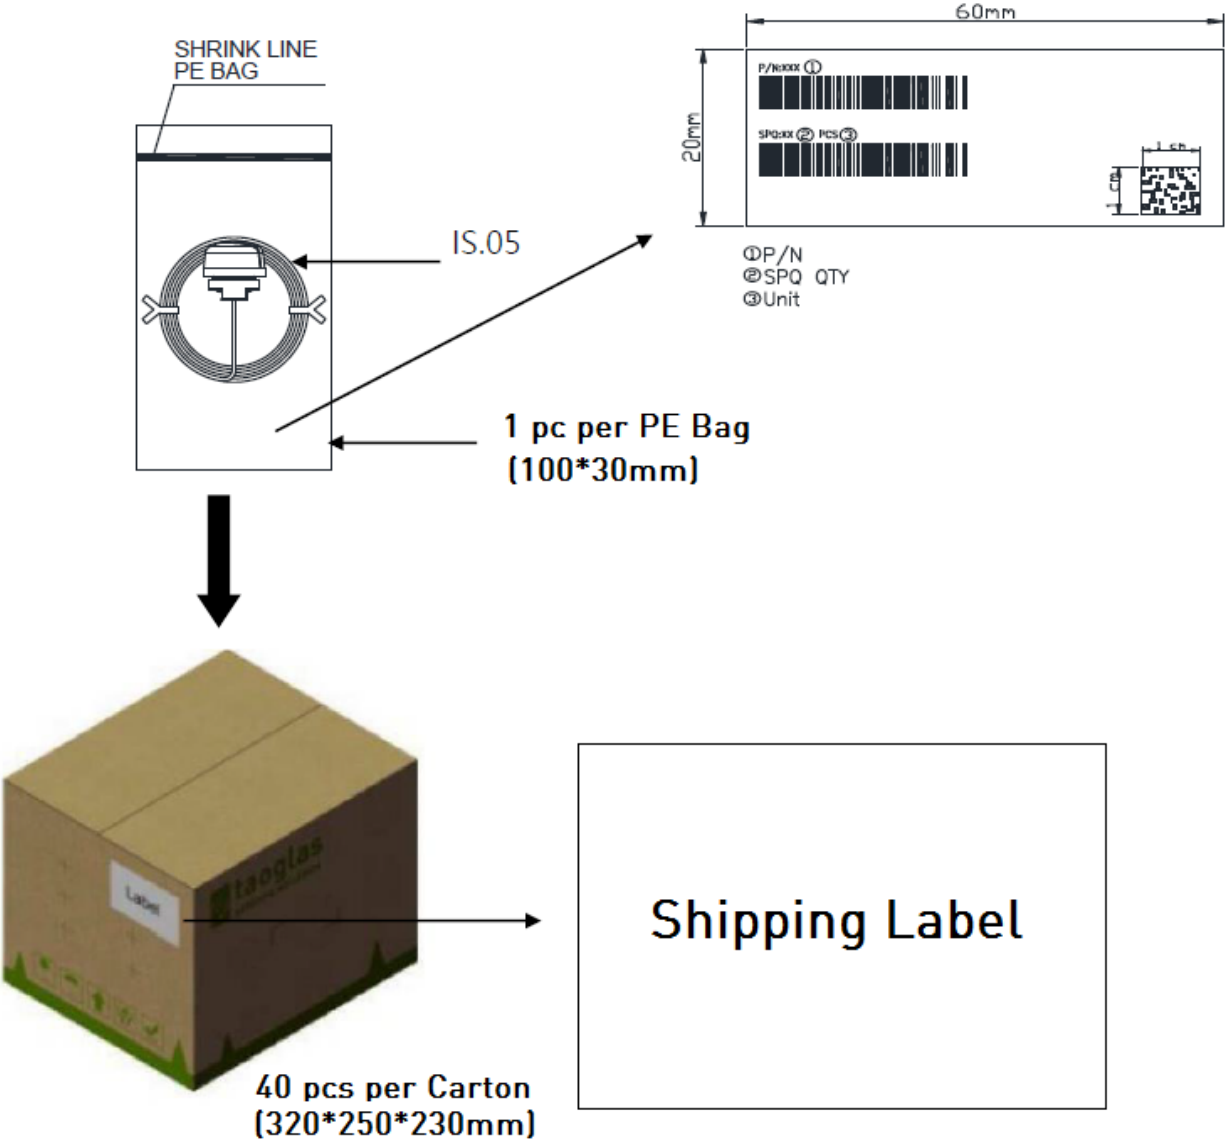 SHRINK LINE
PE BAG
IS.05
1 pc per PE Bag
(100*30mm)
60mm
20mm
P/N:xxx ①
SPQ:xx ② PCS ③
1 cm
1 cm
①P/N
②SPQ QTY
③Unit
taoglas
Label
40 pcs per Carton
(320*250*230mm)
Shipping Label